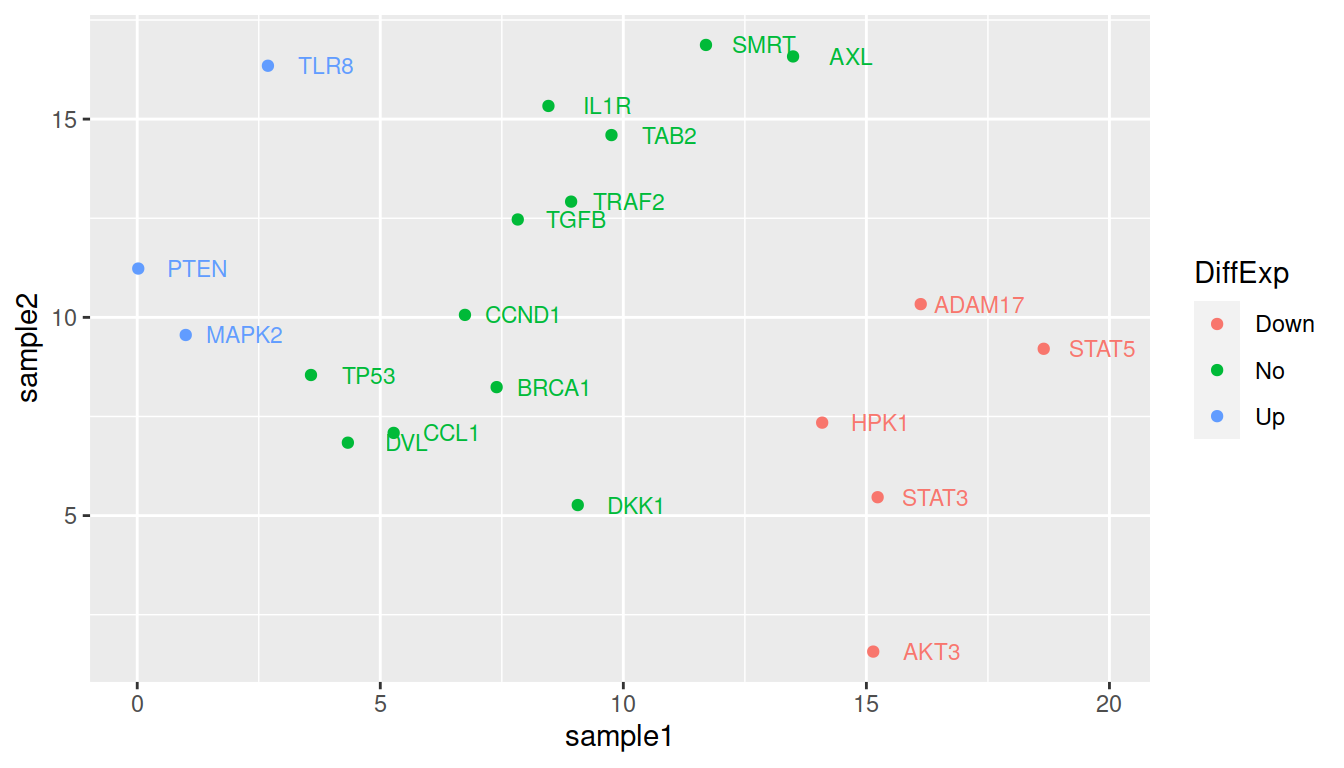 SMRT
AXL
TLR8
IL1R
15
TAB2
TRAF2
TGFB
PTEN
DiffExp
ADAM17
CCND1
10
Down
MAPK2
STAT5
sample2
No
TP53
BRCA1
Up
HPK1
CCL1
DVL
STAT3
DKK1
5
AKT3
0 5 10 15 20
sample1